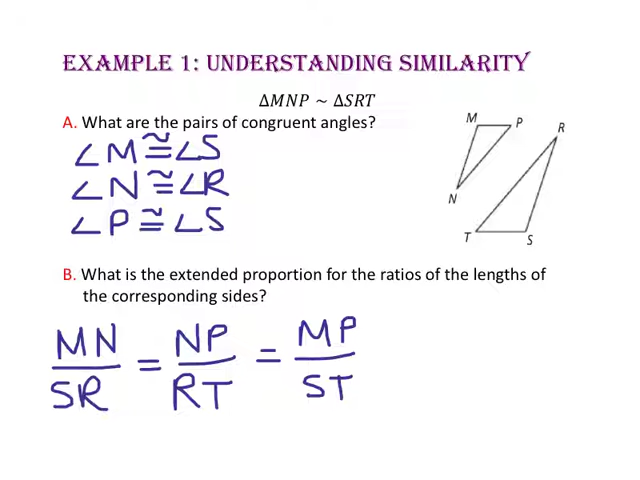 EXAMPLE 1: UNDERSTANDING SIMILARITY
ΔMNP ~ ΔSRT
A. What are the pairs of congruent angles?
∠M ≅ ∠S
∠N ≅ ∠R
∠P ≅ ∠S
M P R
N
T S
B. What is the extended proportion for the ratios of the lengths of
the corresponding sides?
MN/SR = NP/RT = MP/ST